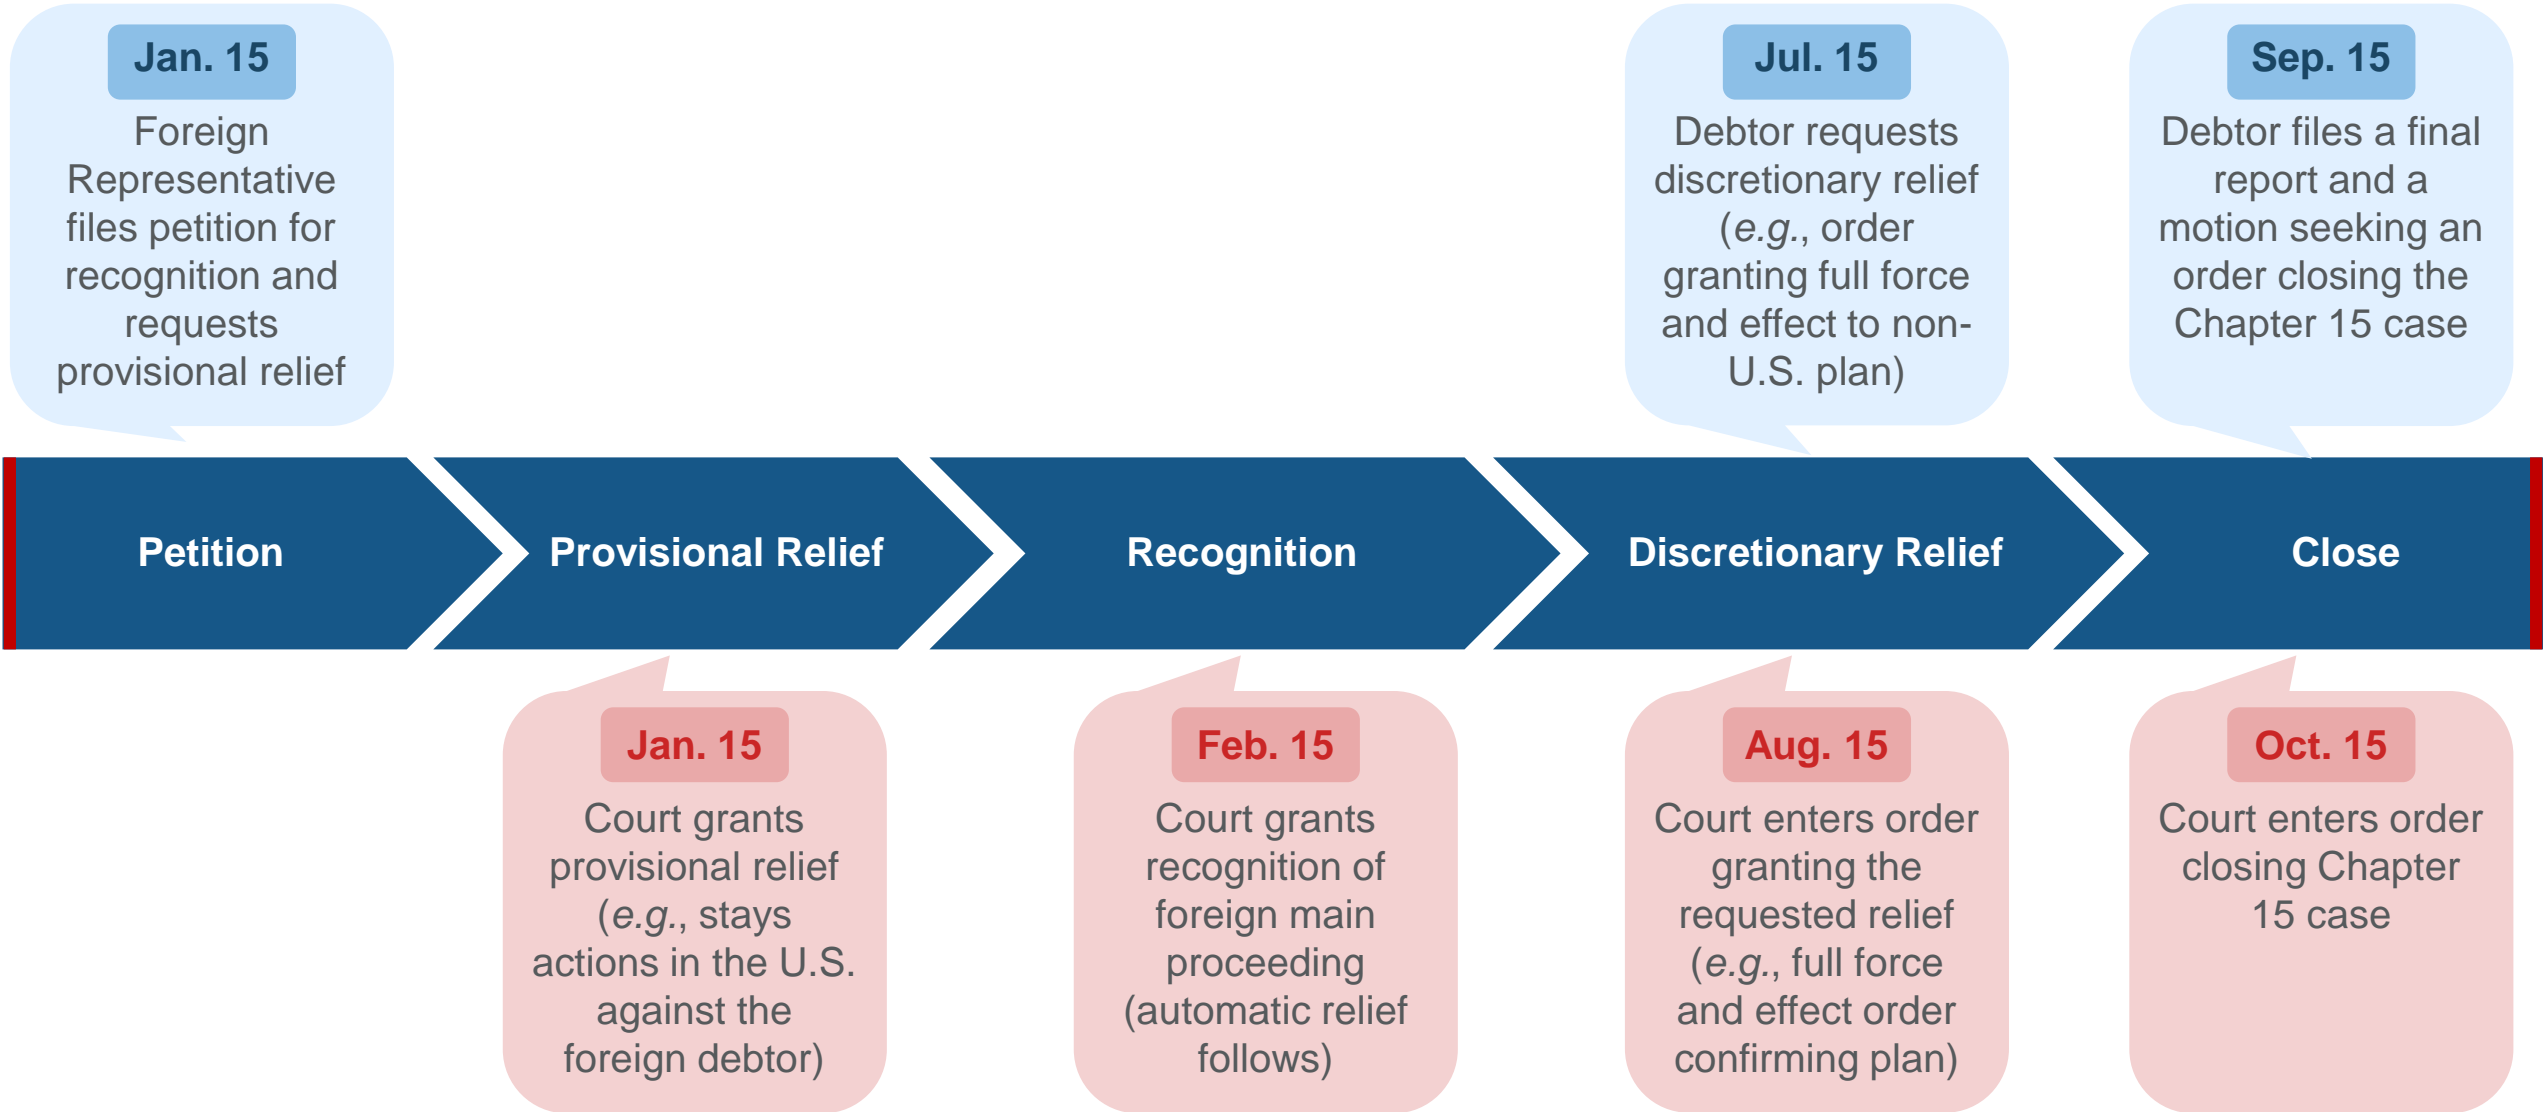 Jan. 15
Foreign
Representative
files petition for
recognition and
requests
provisional relief
Jul. 15
Debtor requests
discretionary relief
(e.g., order
granting full force
and effect to non-
U.S. plan)
Sep. 15
Debtor files a final
report and a
motion seeking an
order closing the
Chapter 15 case
Petition
Provisional Relief
Recognition
Discretionary Relief
Close
Jan. 15
Court grants
provisional relief
(e.g., stays
actions in the U.S.
against the
foreign debtor)
Feb. 15
Court grants
recognition of
foreign main
proceeding
(automatic relief
follows)
Aug. 15
Court enters order
granting the
requested relief
(e.g., full force
and effect order
confirming plan)
Oct. 15
Court enters order
closing Chapter
15 case